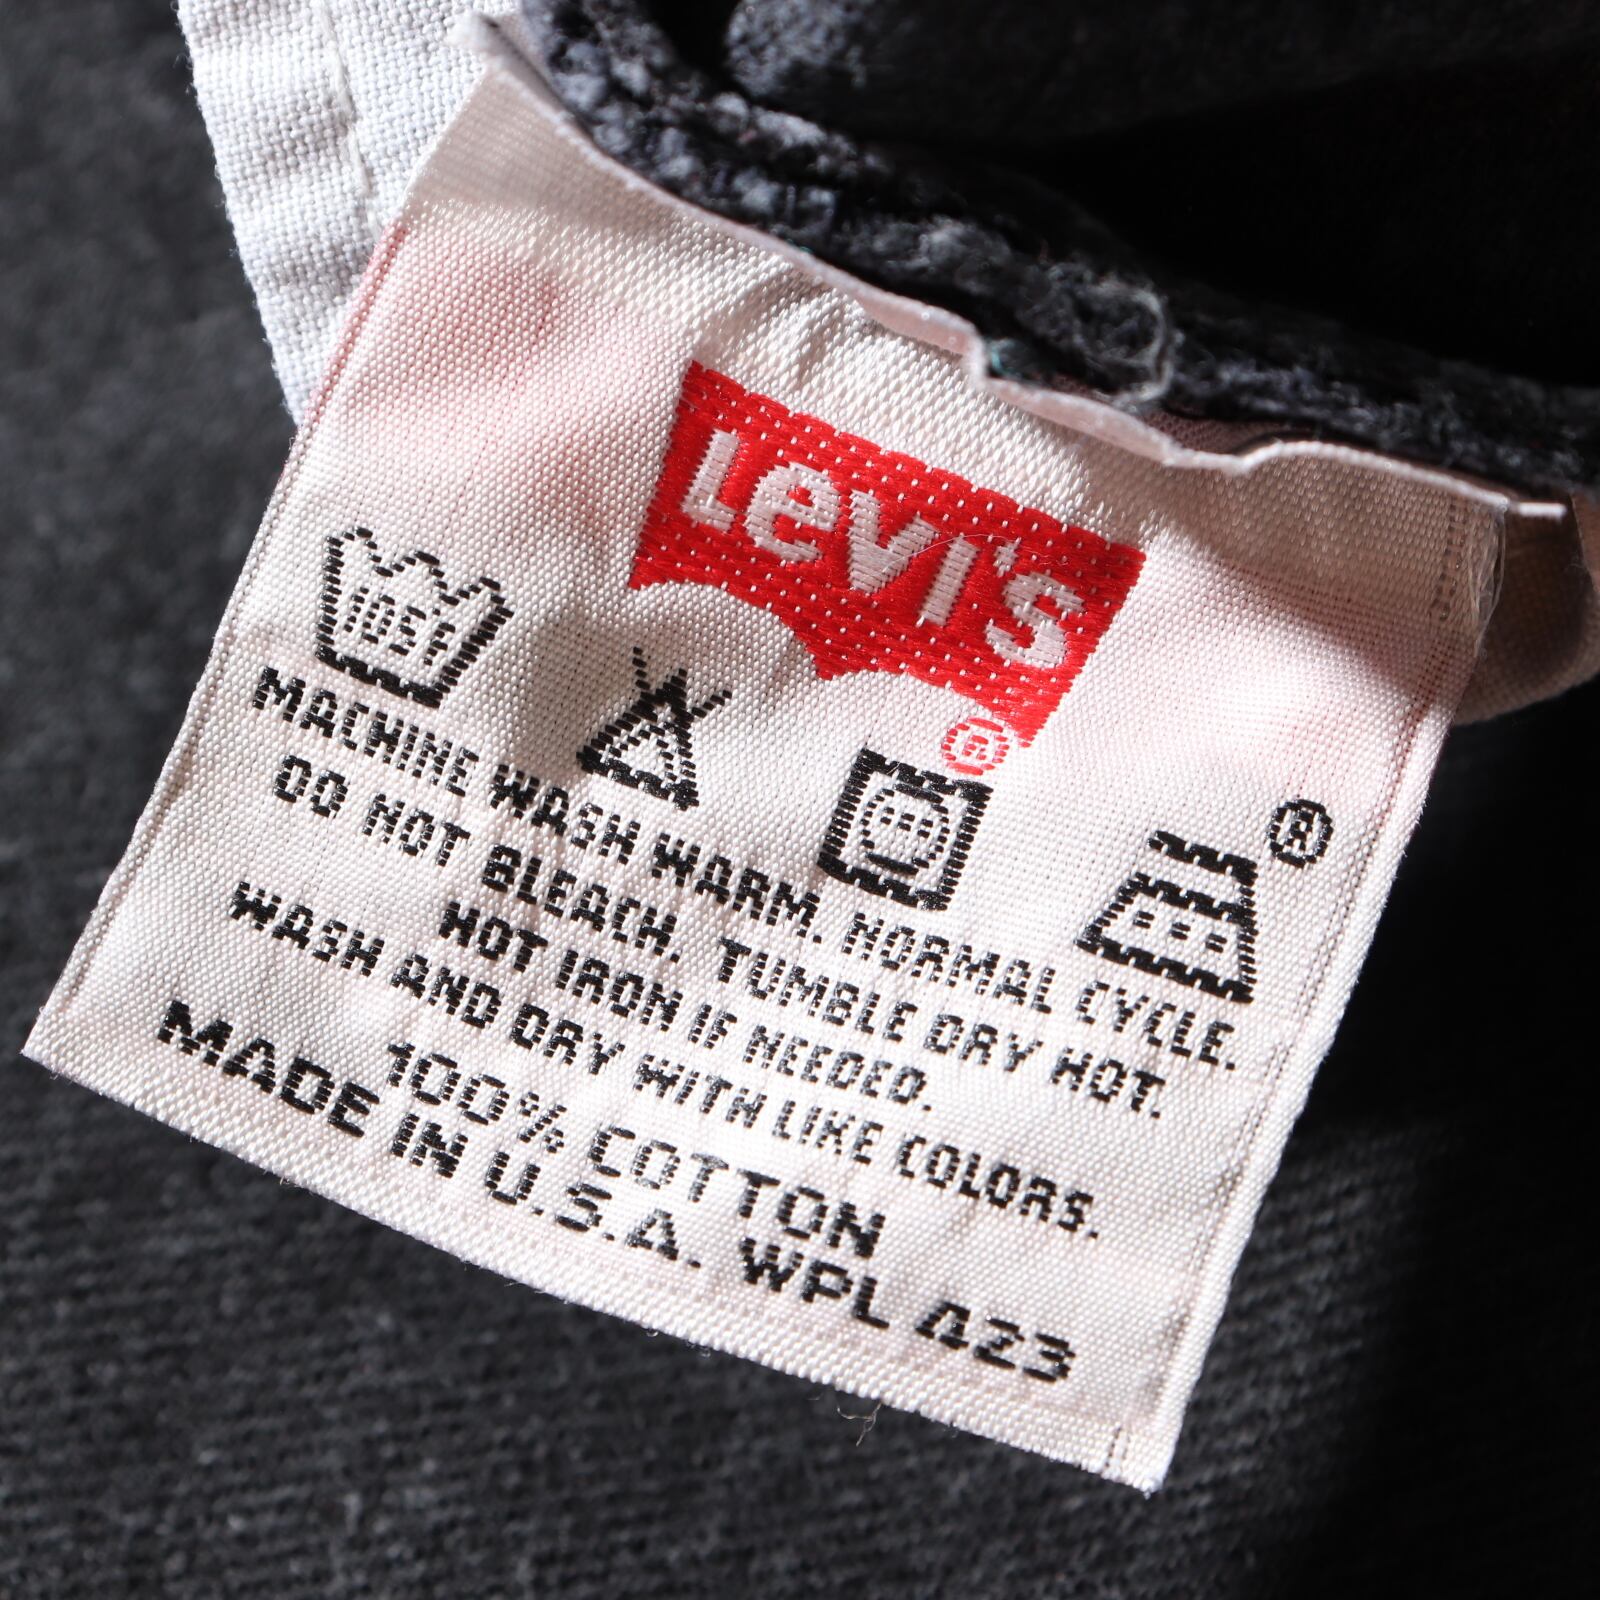 Levi's
®
105F
®
MACHINE WASH WARM. NORMAL CYCLE.
DO NOT BLEACH. TUMBLE DRY HOT.
HOT IRON IF NEEDED.
WASH AND DRY WITH LIKE COLORS.
100% COTTON
MADE IN U.S.A. WPL 423